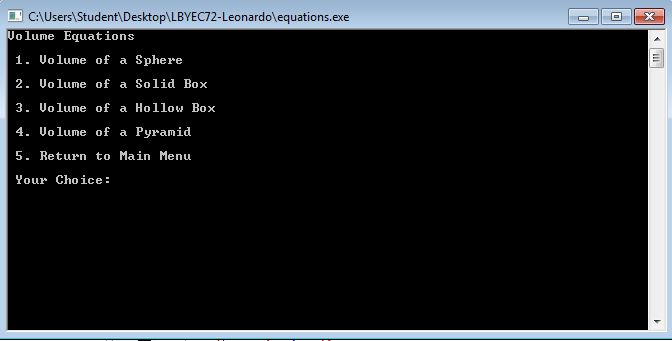 C:\Users\Student\Desktop\LBYEC72-Leonardo\equations.exe
Volume Equations
1. Volume of a Sphere
2. Volume of a Solid Box
3. Volume of a Hollow Box
4. Volume of a Pyramid
5. Return to Main Menu
Your Choice: